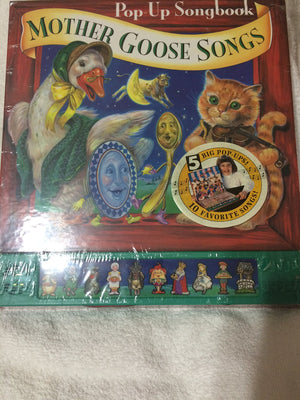 Pop Up Songbook
MOTHER GOOSE SONGS
5
BIG POP-UPS!
10 FAVORITE SONGS!